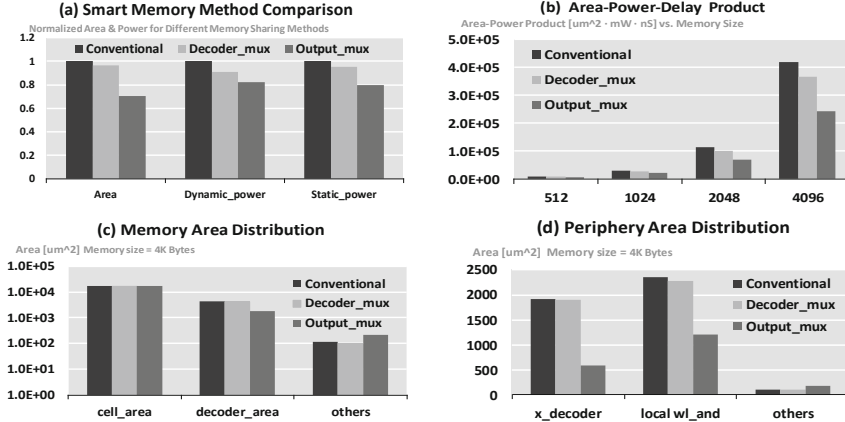 (a) Smart Memory Method Comparison
Normalized Area & Power for Different Memory Sharing Methods
1.2
1
0.8
0.6
0.4
0.2
0
Conventional Decoder_mux Output_mux
Area Dynamic_power Static_power
(b) Area-Power-Delay Product
Area-Power Product [um^2 · mW · nS] vs. Memory Size
5.0E+05
4.0E+05
3.0E+05
2.0E+05
1.0E+05
0.0E+00
Conventional
Decoder_mux
Output_mux
512 1024 2048 4096
(c) Memory Area Distribution
Area [um^2] Memory size = 4K Bytes
1.0E+05
1.0E+04
1.0E+03
1.0E+02
1.0E+01
1.0E+00
Conventional
Decoder_mux
Output_mux
cell_area decoder_area others
(d) Periphery Area Distribution
Area [um^2] Memory size = 4K Bytes
2500
2000
1500
1000
500
0
Conventional
Decoder_mux
Output_mux
x_decoder local wl_and others